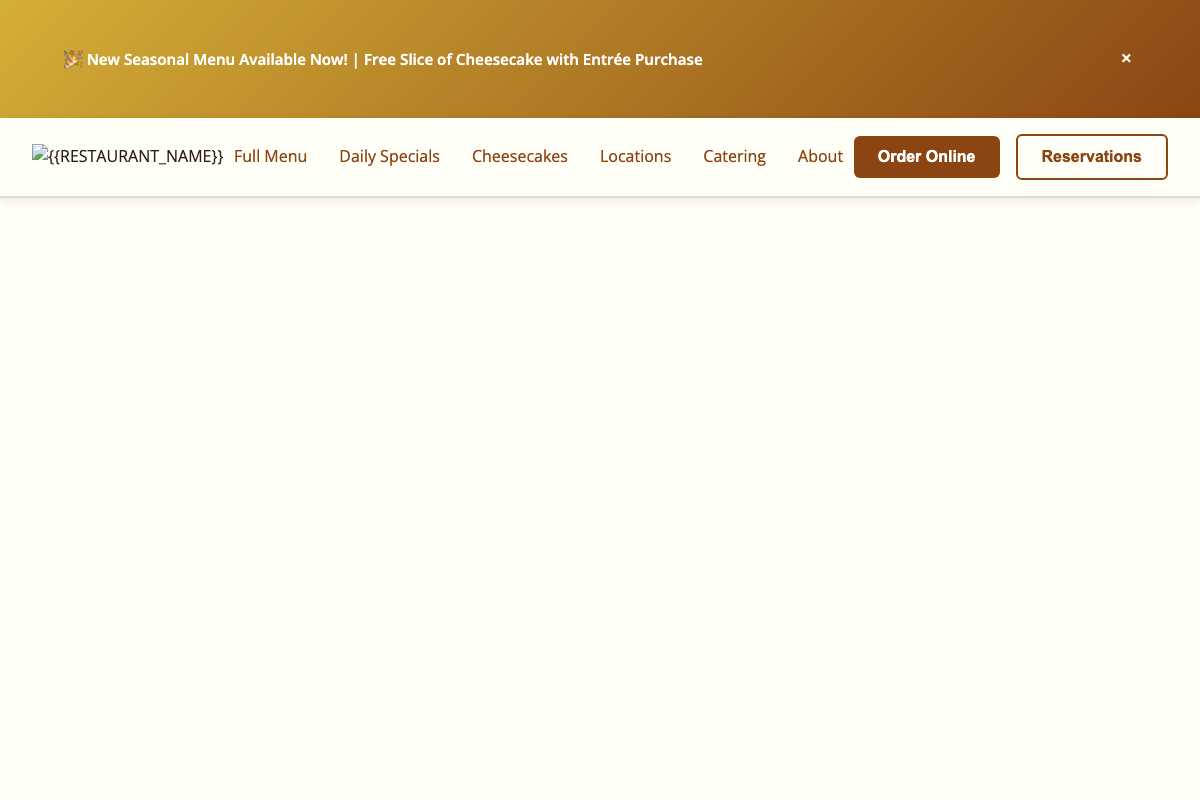 🎉 New Seasonal Menu Available Now! | Free Slice of Cheesecake with Entrée Purchase ×
{{RESTAURANT_NAME}} Full Menu Daily Specials Cheesecakes Locations Catering About Order Online Reservations